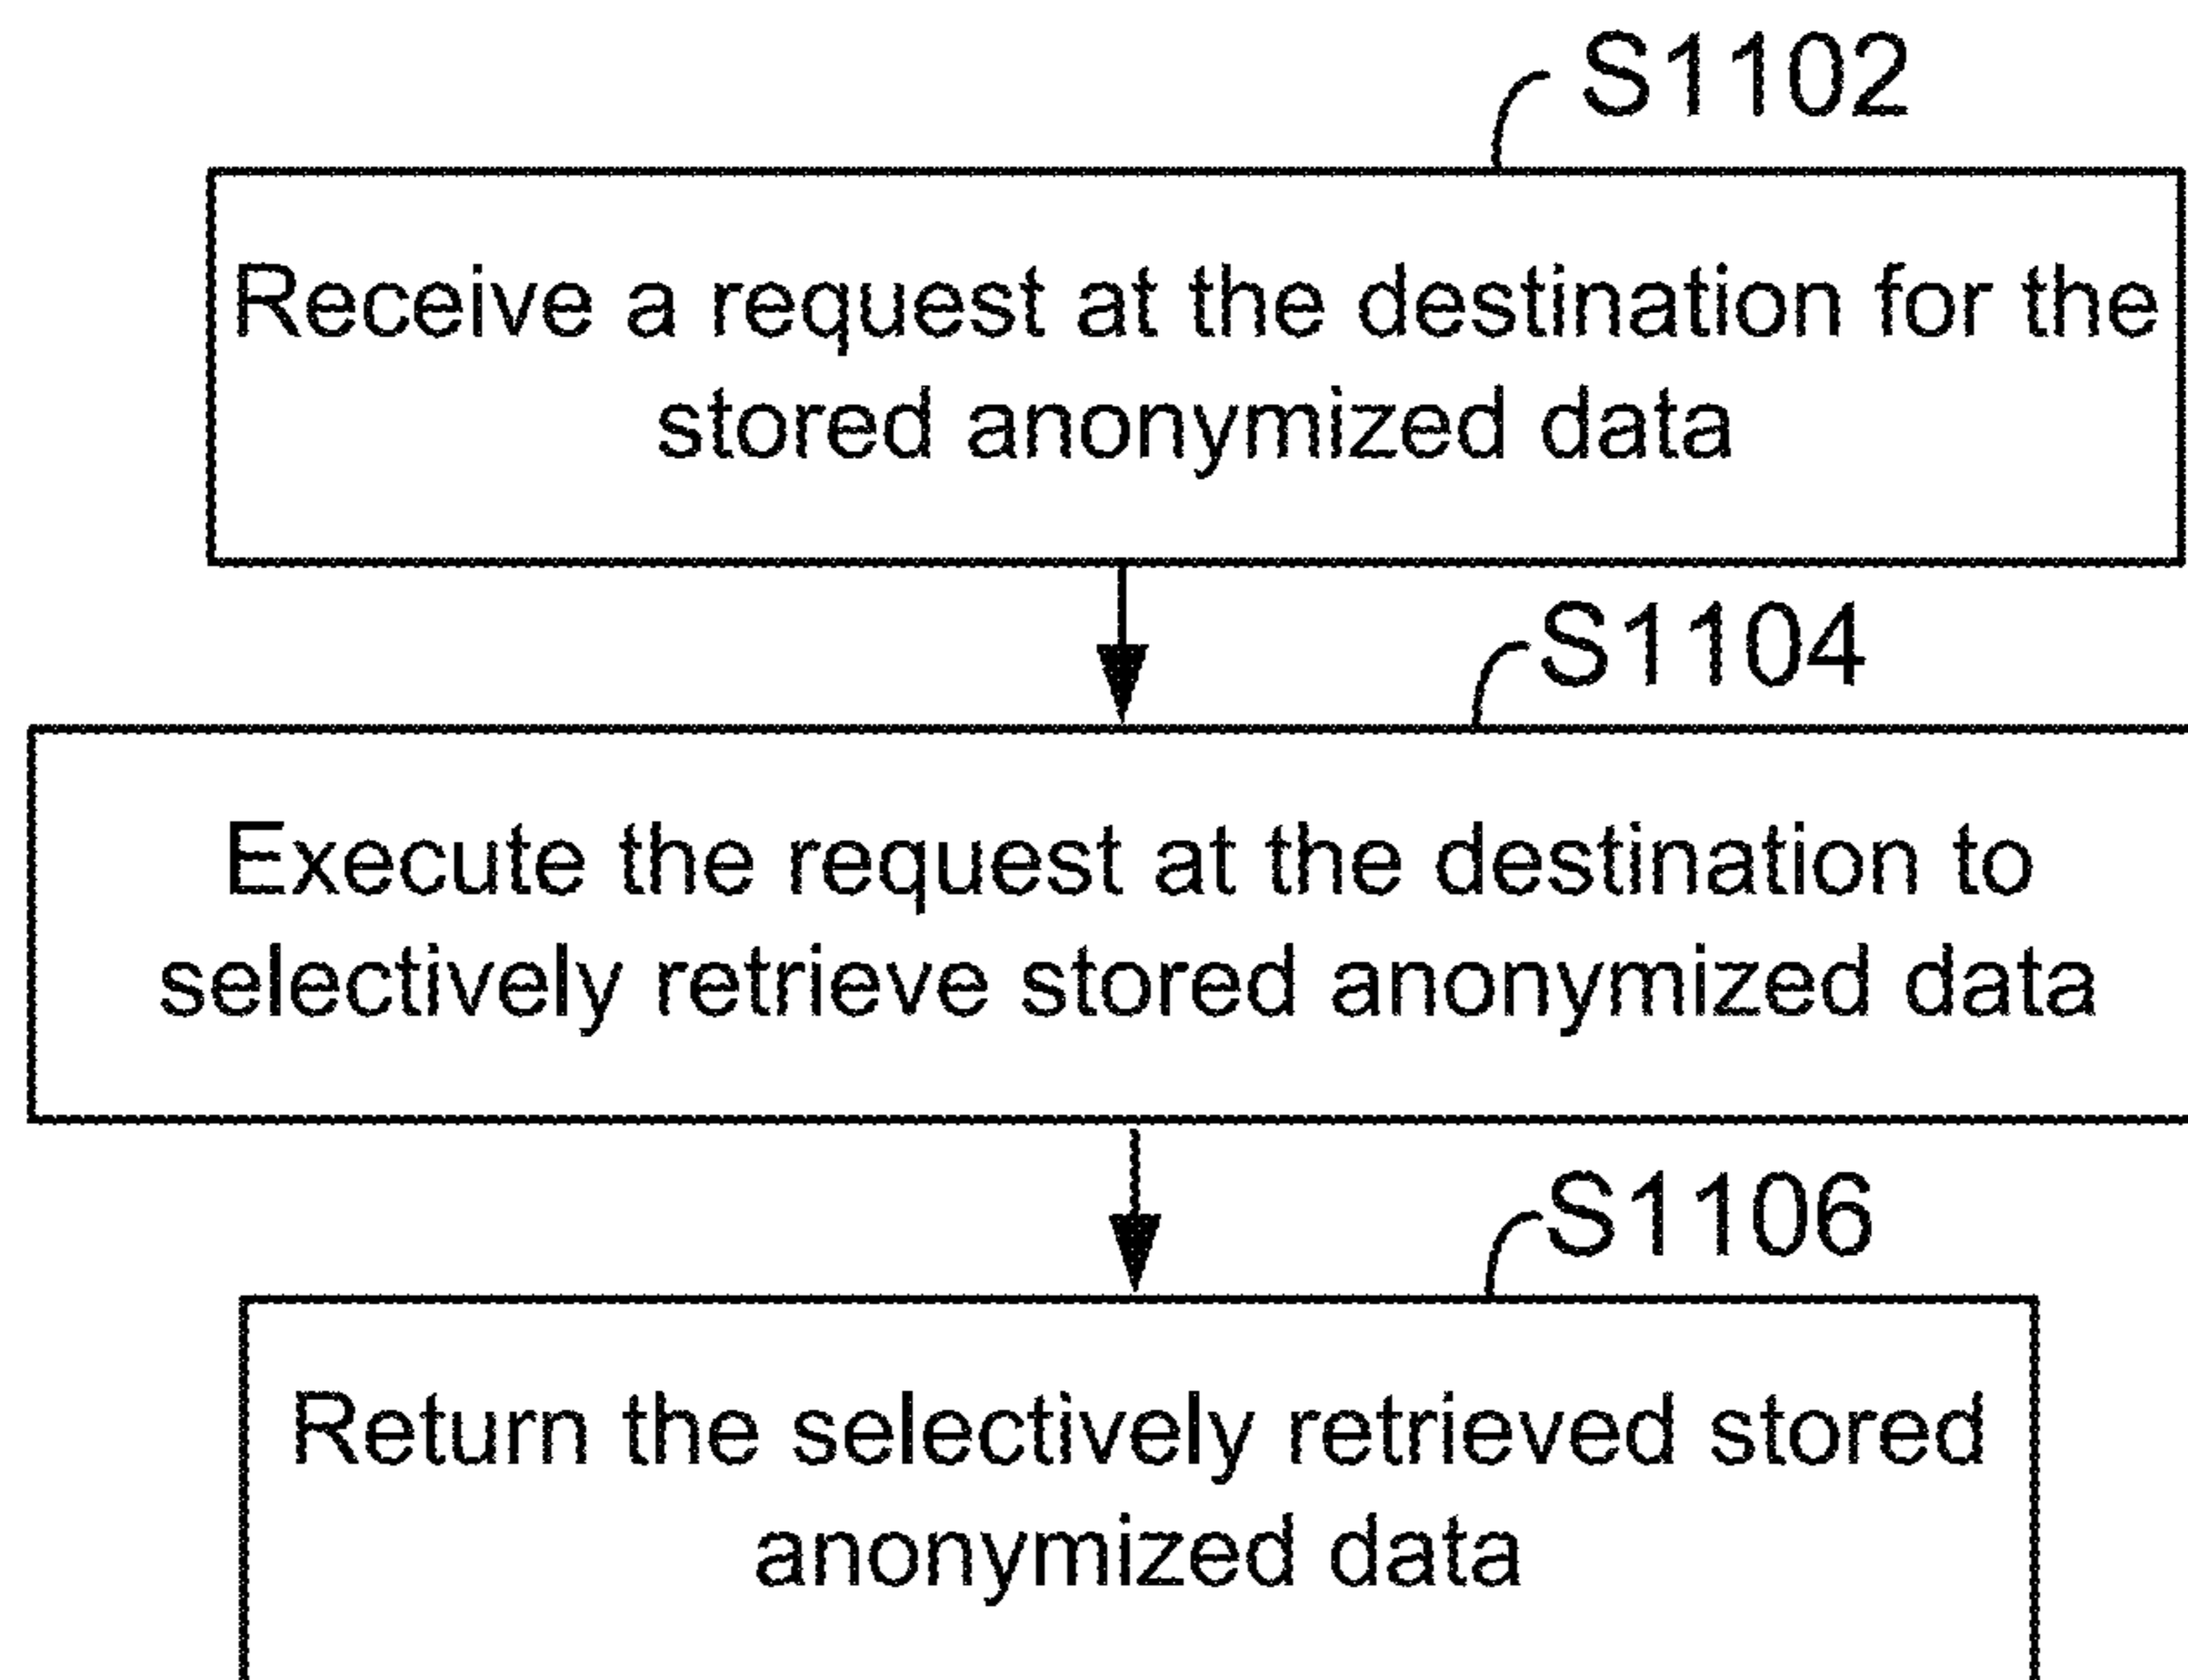 S1102
Receive a request at the destination for the
stored anonymized data
S1104
Execute the request at the destination to
selectively retrieve stored anonymized data
S1106
Return the selectively retrieved stored
anonymized data